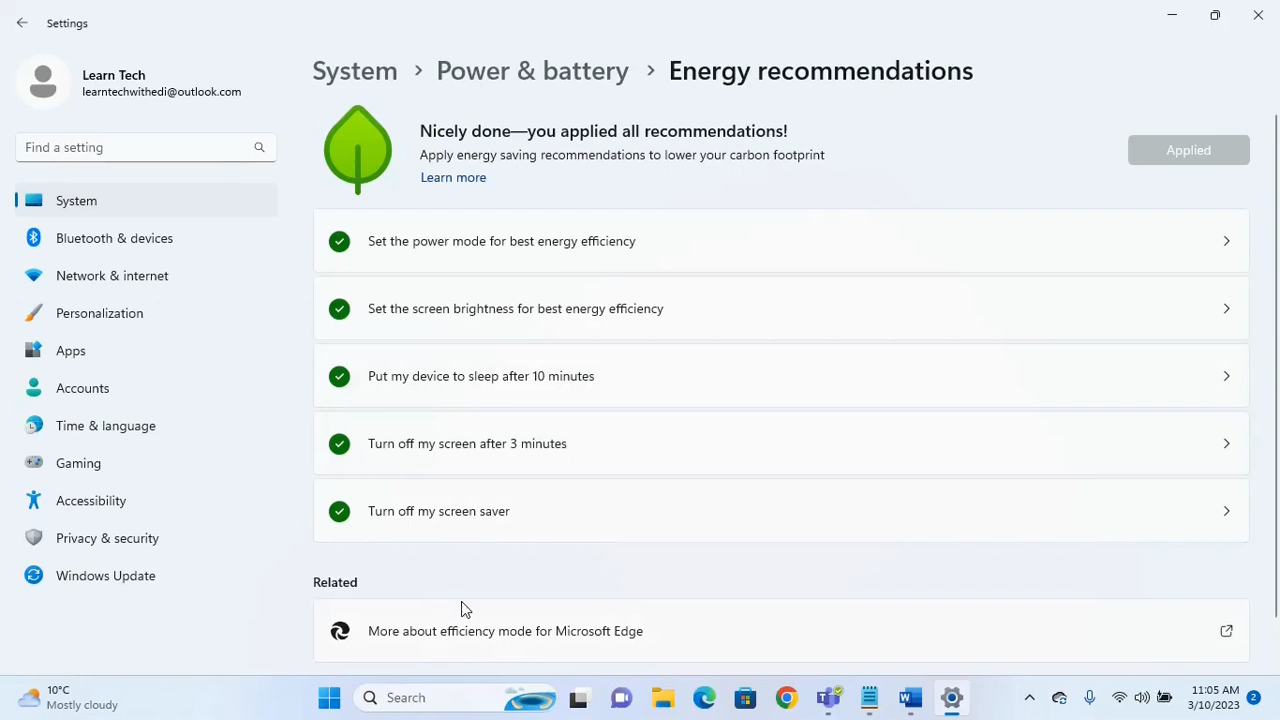 Settings
Learn Tech
learntechwithedi@outlook.com
Find a setting
System
Bluetooth & devices
Network & internet
Personalization
Apps
Accounts
Time & language
Gaming
Accessibility
Privacy & security
Windows Update
System > Power & battery > Energy recommendations
Nicely done—you applied all recommendations!
Apply energy saving recommendations to lower your carbon footprint
Learn more
Applied
Set the power mode for best energy efficiency
Set the screen brightness for best energy efficiency
Put my device to sleep after 10 minutes
Turn off my screen after 3 minutes
Turn off my screen saver
Related
More about efficiency mode for Microsoft Edge
10°C
Mostly cloudy
Search
11:05 AM
3/10/2023
2